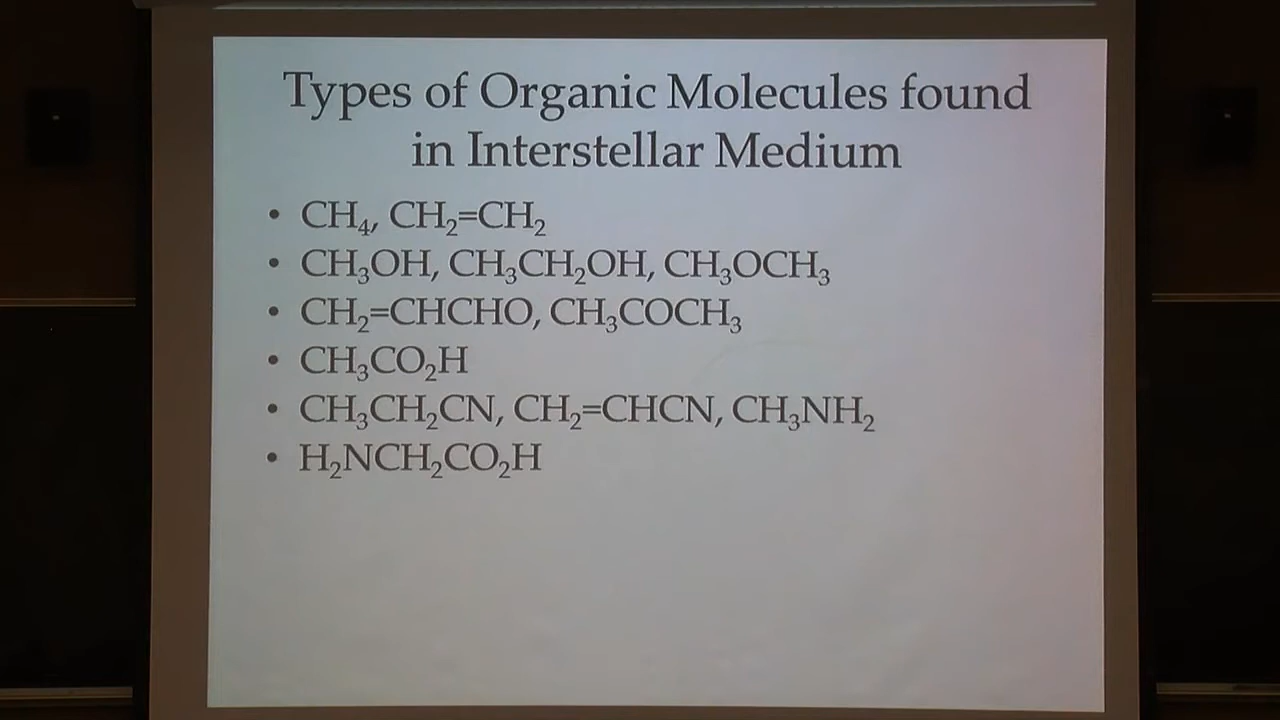 Types of Organic Molecules found
in Interstellar Medium
• CH₄, CH₂=CH₂
• CH₃OH, CH₃CH₂OH, CH₃OCH₃
• CH₂=CHCHO, CH₃COCH₃
• CH₃CO₂H
• CH₃CH₂CN, CH₂=CHCN, CH₃NH₂
• H₂NCH₂CO₂H